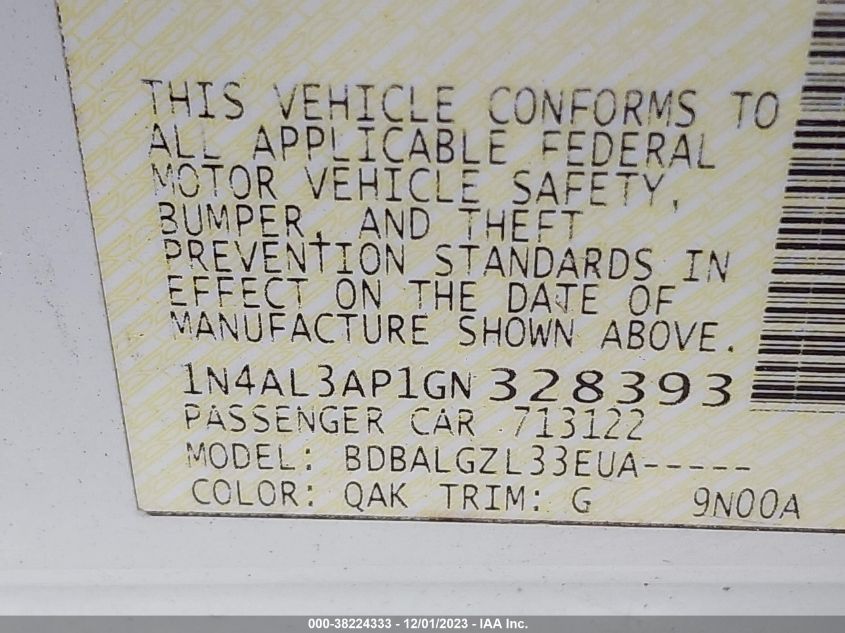 THIS VEHICLE CONFORMS TO
ALL APPLICABLE FEDERAL
MOTOR VEHICLE SAFETY,
BUMPER, AND THEFT
PREVENTION STANDARDS IN
EFFECT ON THE DATE OF
MANUFACTURE SHOWN ABOVE.
1N4AL3AP1GN328393
PASSENGER CAR 713122
MODEL: BDBALGZL33EUA-----
COLOR: QAK TRIM: G 9N00A
000-38224333 - 12/01/2023 - IAA Inc.